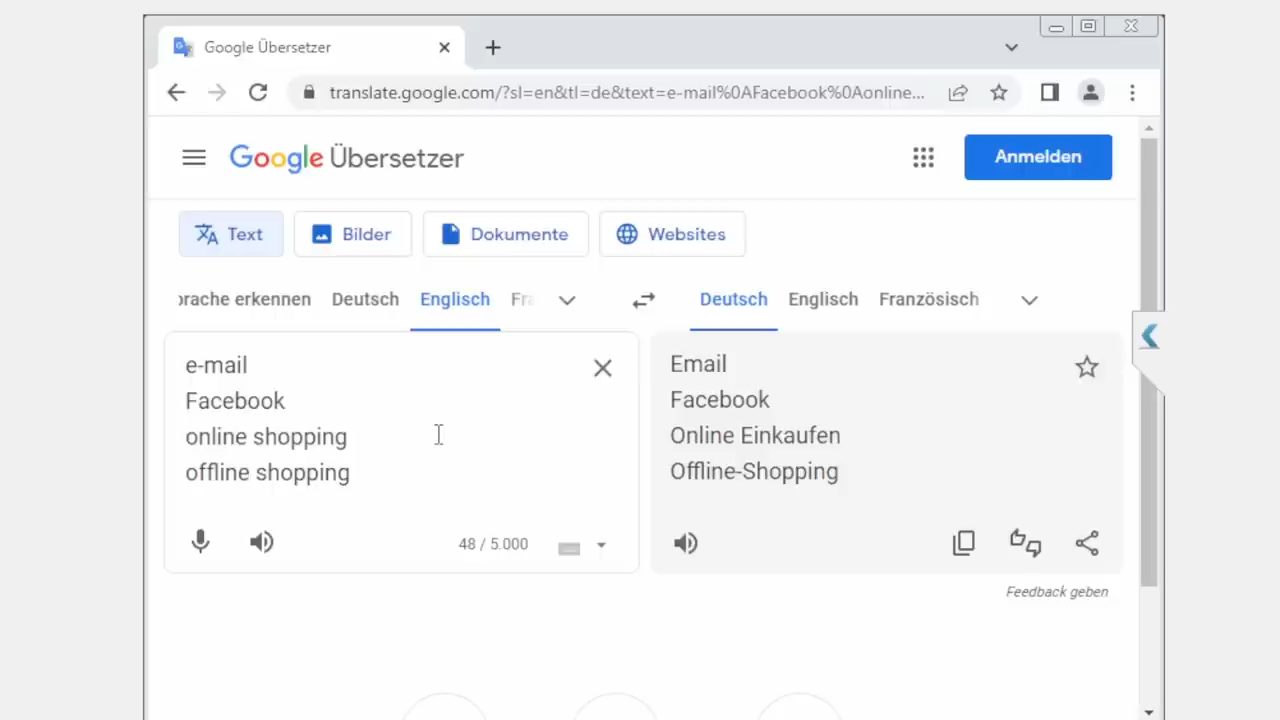 Google Übersetzer
translate.google.com/?sl=en&tl=de&text=e-mail%0AFacebook%0Aonline...
Google Übersetzer
Anmelden
Text
Bilder
Dokumente
Websites
prache erkennen Deutsch Englisch Fra
Deutsch Englisch Französisch
e-mail
Facebook
online shopping
offline shopping
48 / 5.000
Email
Facebook
Online Einkaufen
Offline-Shopping
Feedback geben